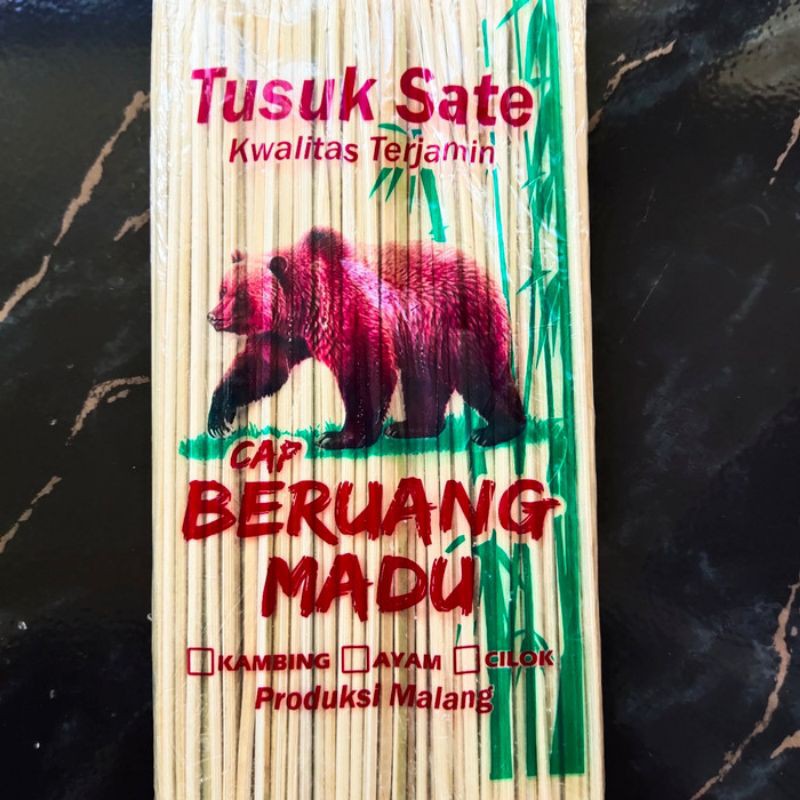 Tusuk Sate
Kwalitas Terjamin
CAP
BERUANG
MADU
KAMBING AYAM CILOK
Produksi Malang